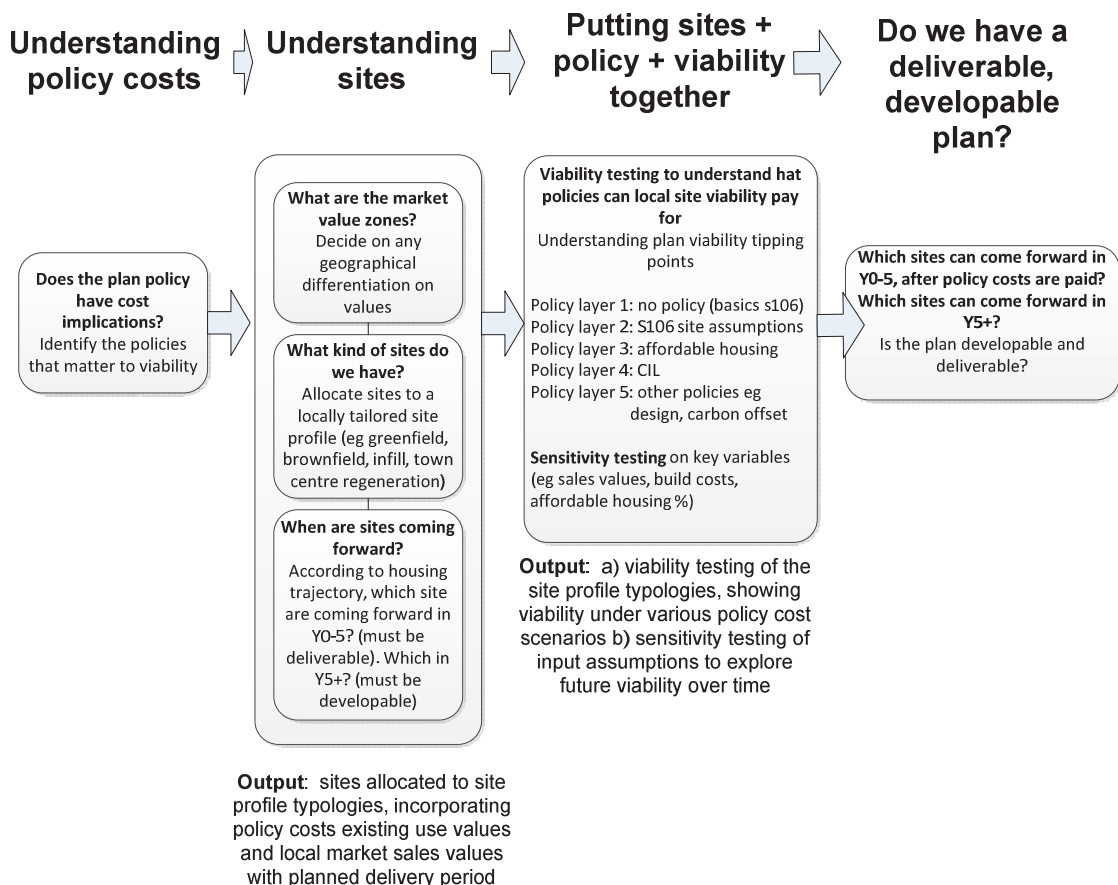 Understanding
policy costs
Understanding
sites
Putting sites +
policy + viability
together
Do we have a
deliverable,
developable
plan?
Does the plan policy
have cost
implications?
Identify the policies
that matter to viability
What are the market
value zones?
Decide on any
geographical
differentiation on
values
What kind of sites do
we have?
Allocate sites to a
locally tailored site
profile (eg greenfield,
brownfield, infill, town
centre regeneration)
When are sites coming
forward?
According to housing
trajectory, which site
are coming forward in
Y0-5? (must be
deliverable). Which in
Y5+? (must be
developable)
Output: sites allocated to site
profile typologies, incorporating
policy costs existing use values
and local market sales values
with planned delivery period
Viability testing to understand hat
policies can local site viability pay
for
Understanding plan viability tipping
points
Policy layer 1: no policy (basics s106)
Policy layer 2: S106 site assumptions
Policy layer 3: affordable housing
Policy layer 4: CIL
Policy layer 5: other policies eg
design, carbon offset
Sensitivity testing on key variables
(eg sales values, build costs,
affordable housing %)
Output: a) viability testing of the
site profile typologies, showing
viability under various policy cost
scenarios b) sensitivity testing of
input assumptions to explore
future viability over time
Which sites can come forward in
Y0-5, after policy costs are paid?
Which sites can come forward in
Y5+?
Is the plan developable and
deliverable?